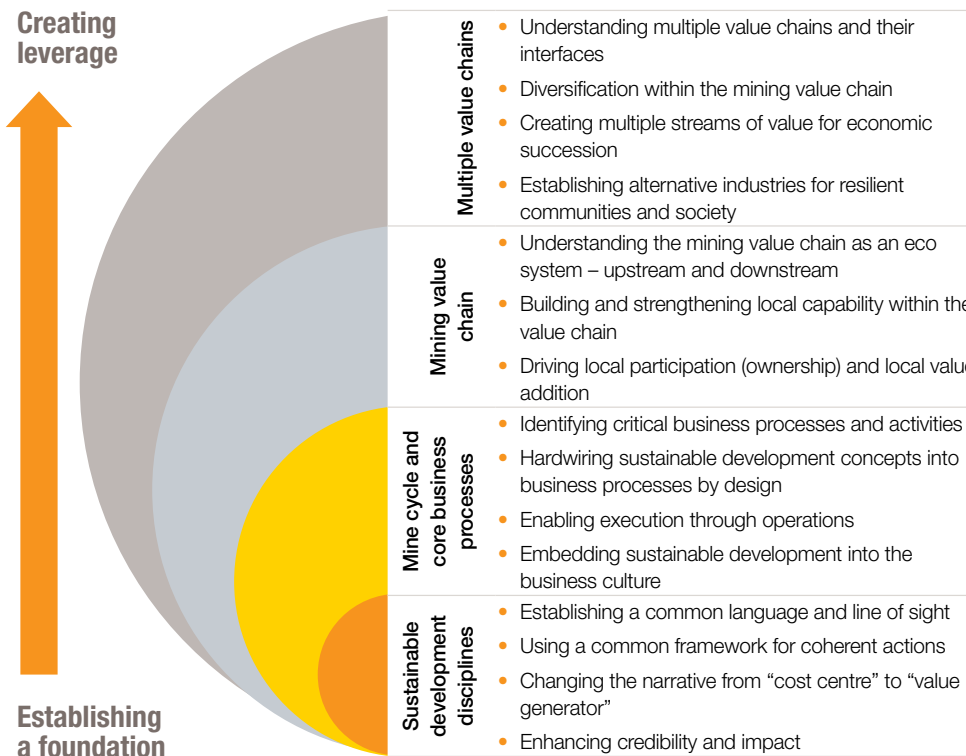 Creating
leverage
Multiple value chains
• Understanding multiple value chains and their
interfaces
• Diversification within the mining value chain
• Creating multiple streams of value for economic
succession
• Establishing alternative industries for resilient
communities and society
Mining value
chain
• Understanding the mining value chain as an eco
system – upstream and downstream
• Building and strengthening local capability within the
value chain
• Driving local participation (ownership) and local value
addition
Mine cycle and
core business
processes
• Identifying critical business processes and activities
• Hardwiring sustainable development concepts into
business processes by design
• Enabling execution through operations
• Embedding sustainable development into the
business culture
Sustainable
development
disciplines
• Establishing a common language and line of sight
• Using a common framework for coherent actions
• Changing the narrative from “cost centre” to “value
generator”
• Enhancing credibility and impact
Establishing
a foundation